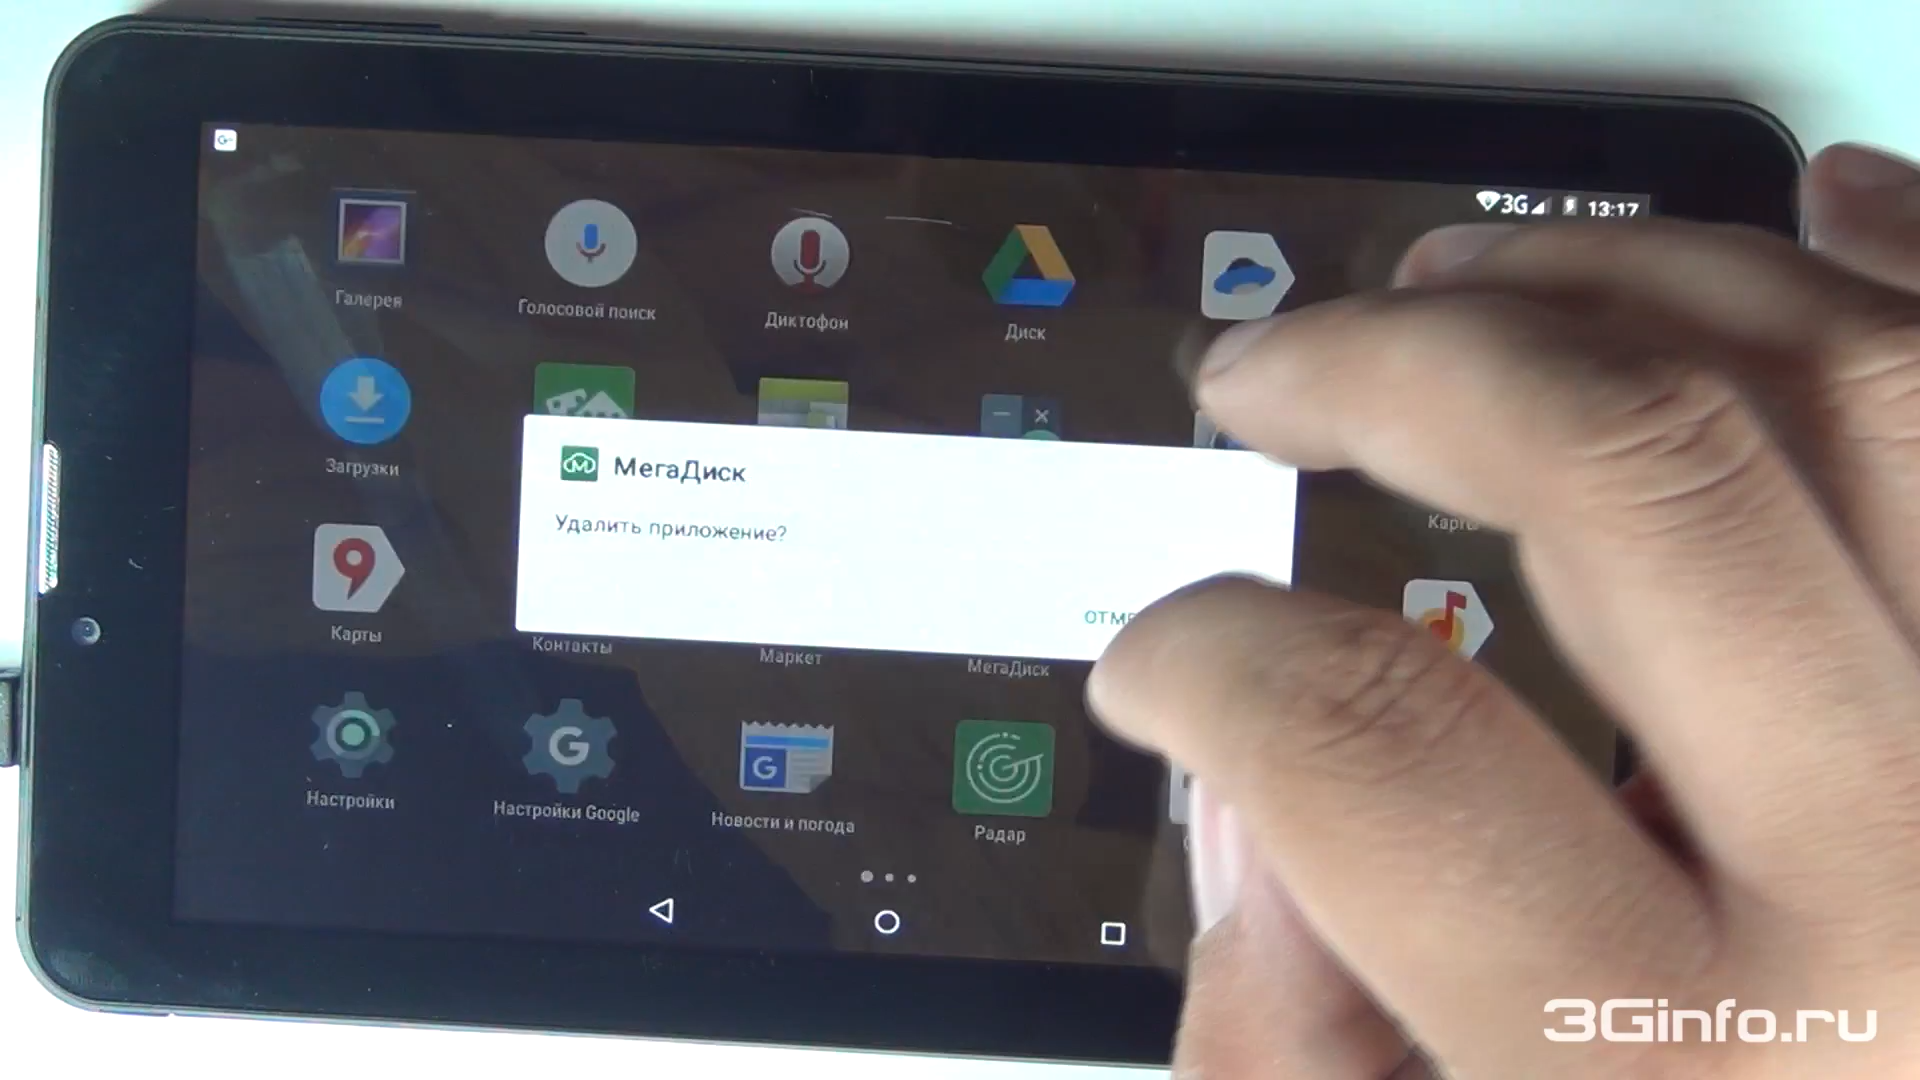 3G 13:17
Галерея
Голосовой поиск
Диктофон
Диск
Загрузки
МегаДиск
Удалить приложение?
Карты
Карты
Контакты
Маркет
МегаДиск
Настройки
Настройки Google
Новости и погода
Радар
3Ginfo.ru